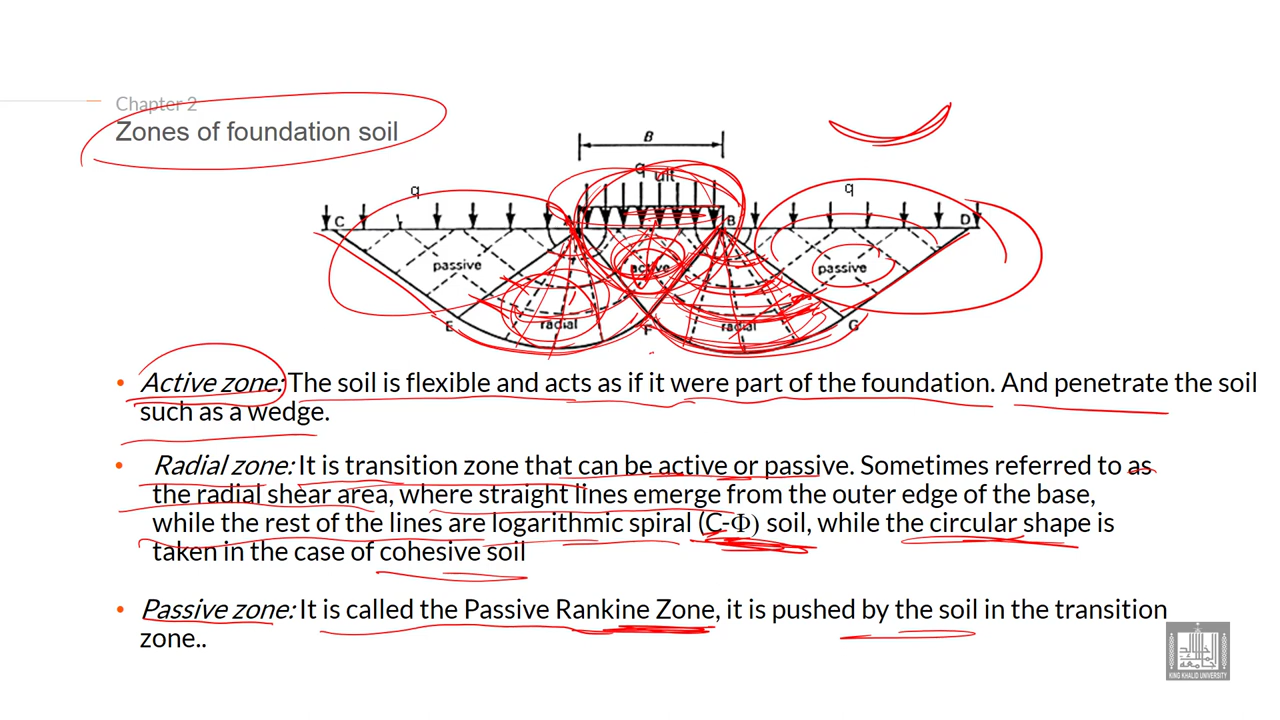 Chapter 2
Zones of foundation soil
B
q ult
q
q
C
A
B
D
passive
active
passive
E
radial
F
radial
G
• Active zone: The soil is flexible and acts as if it were part of the foundation. And penetrate the soil
such as a wedge.
• Radial zone: It is transition zone that can be active or passive. Sometimes referred to as
the radial shear area, where straight lines emerge from the outer edge of the base,
while the rest of the lines are logarithmic spiral (C-Φ) soil, while the circular shape is
taken in the case of cohesive soil
• Passive zone: It is called the Passive Rankine Zone, it is pushed by the soil in the transition
zone..
KING KHALID UNIVERSITY